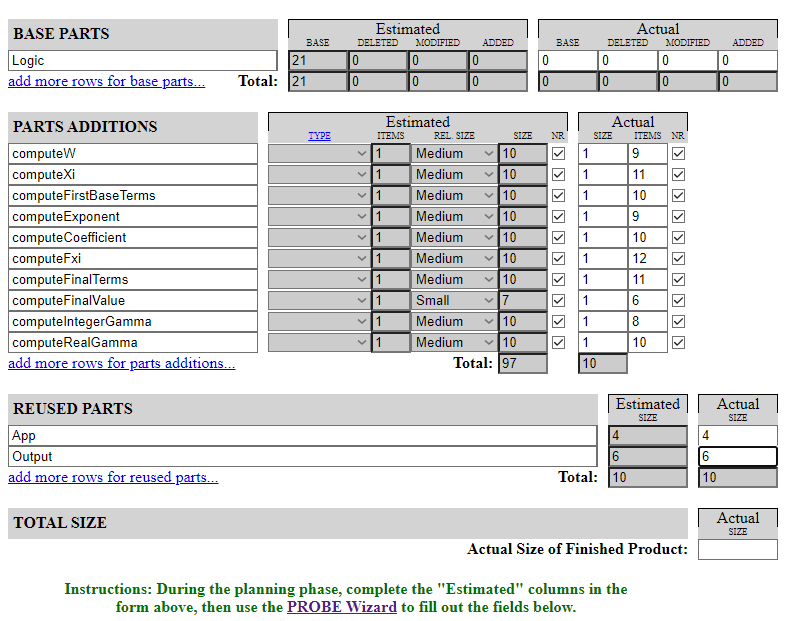 BASE PARTS Estimated Actual
BASE DELETED MODIFIED ADDED BASE DELETED MODIFIED ADDED
Logic 21 0 0 0 0 0 0 0
add more rows for base parts... Total: 21 0 0 0 0 0 0 0
PARTS ADDITIONS Estimated Actual
TYPE ITEMS REL. SIZE SIZE NR SIZE ITEMS NR
computeW 1 Medium 10 1 9
computeXi 1 Medium 10 1 11
computeFirstBaseTerms 1 Medium 10 1 10
computeExponent 1 Medium 10 1 9
computeCoefficient 1 Medium 10 1 10
computeFxi 1 Medium 10 1 12
computeFinalTerms 1 Medium 10 1 11
computeFinalValue 1 Small 7 1 6
computeIntegerGamma 1 Medium 10 1 8
computeRealGamma 1 Medium 10 1 10
add more rows for parts additions... Total: 97 10
REUSED PARTS Estimated Actual
SIZE SIZE
App 4 4
Output 6 6
add more rows for reused parts... Total: 10 10
TOTAL SIZE Actual
SIZE
Actual Size of Finished Product:
Instructions: During the planning phase, complete the "Estimated" columns in the
form above, then use the PROBE Wizard to fill out the fields below.